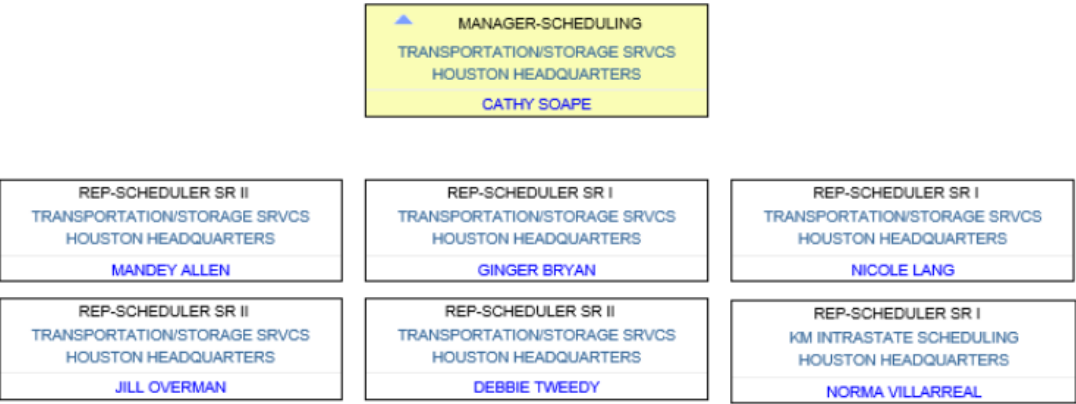 MANAGER-SCHEDULING
TRANSPORTATION/STORAGE SRVCS
HOUSTON HEADQUARTERS
CATHY SOAPE
REP-SCHEDULER SR II
TRANSPORTATION/STORAGE SRVCS
HOUSTON HEADQUARTERS
MANDEY ALLEN
REP-SCHEDULER SR I
TRANSPORTATION/STORAGE SRVCS
HOUSTON HEADQUARTERS
GINGER BRYAN
REP-SCHEDULER SR I
TRANSPORTATION/STORAGE SRVCS
HOUSTON HEADQUARTERS
NICOLE LANG
REP-SCHEDULER SR II
TRANSPORTATION/STORAGE SRVCS
HOUSTON HEADQUARTERS
JILL OVERMAN
REP-SCHEDULER SR II
TRANSPORTATION/STORAGE SRVCS
HOUSTON HEADQUARTERS
DEBBIE TWEEDY
REP-SCHEDULER SR I
KM INTRASTATE SCHEDULING
HOUSTON HEADQUARTERS
NORMA VILLARREAL